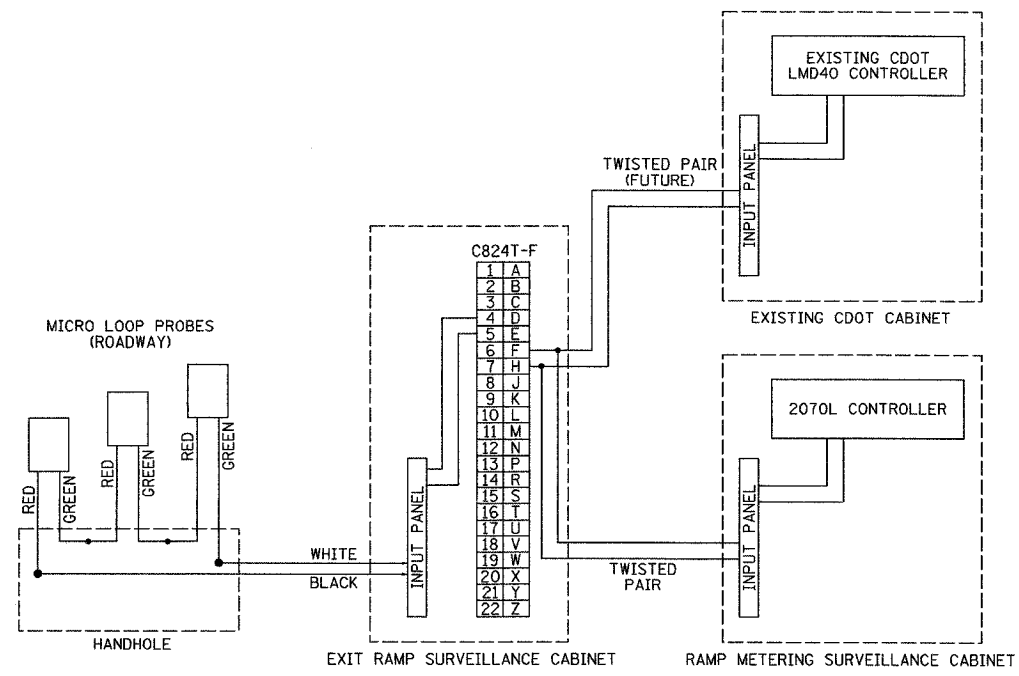 EXISTING CDOT
LMD40 CONTROLLER
INPUT PANEL
EXISTING CDOT CABINET
TWISTED PAIR
(FUTURE)
C824T-F
1 A
2 B
3 C
4 D
5 E
6 F
7 H
8 J
9 K
10 L
11 M
12 N
13 P
14 R
15 S
16 T
17 U
18 V
19 W
20 X
21 Y
22 Z
INPUT PANEL
EXIT RAMP SURVEILLANCE CABINET
MICRO LOOP PROBES
(ROADWAY)
RED
GREEN
RED
GREEN
RED
GREEN
WHITE
BLACK
HANDHOLE
2070L CONTROLLER
INPUT PANEL
TWISTED
PAIR
RAMP METERING SURVEILLANCE CABINET